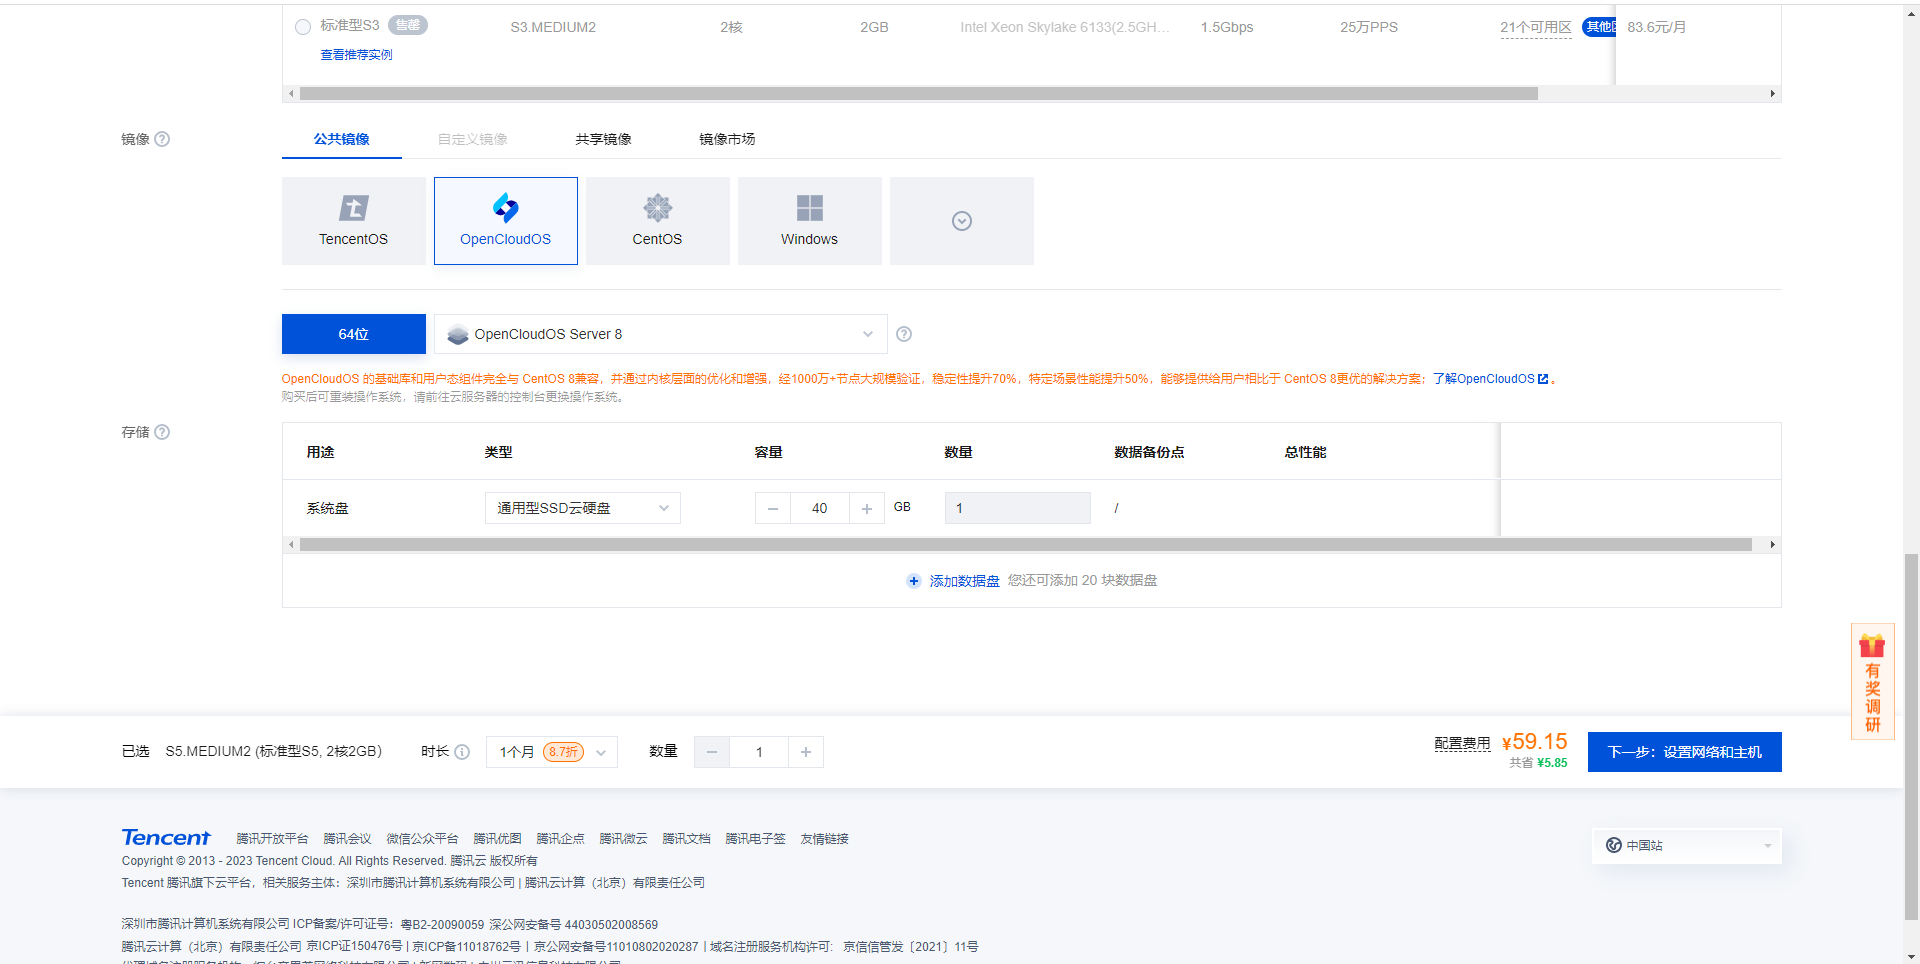 标准型S3 售罄 S3.MEDIUM2 2核 2GB Intel Xeon Skylake 6133(2.5GH... 1.5Gbps 25万PPS 21个可用区 其他 83.6元/月
查看推荐实例
镜像 公共镜像 自定义镜像 共享镜像 镜像市场
TencentOS OpenCloudOS CentOS Windows
64位 OpenCloudOS Server 8
OpenCloudOS 的基础库和用户态组件完全与 CentOS 8兼容，并通过内核层面的优化和增强，经1000万+节点大规模验证，稳定性提升70%，特定场景性能提升50%，能够提供给用户相比于 CentOS 8更优的解决方案；了解OpenCloudOS 。
购买后可重装操作系统，请前往云服务器的控制台更换操作系统。
存储
用途 类型 容量 数量 数据备份点 总性能
系统盘 通用型SSD云硬盘 40 GB 1 /
添加数据盘 您还可添加 20 块数据盘
有奖调研
已选 S5.MEDIUM2 (标准型S5, 2核2GB) 时长 1个月 8.7折 数量 1 配置费用 ¥59.15
共省 ¥5.85
下一步：设置网络和主机
Tencent 腾讯开放平台 腾讯会议 微信公众平台 腾讯优图 腾讯企点 腾讯微云 腾讯文档 腾讯电子签 友情链接
中国站
Copyright © 2013 - 2023 Tencent Cloud. All Rights Reserved. 腾讯云 版权所有
Tencent 腾讯旗下云平台，相关服务主体：深圳市腾讯计算机系统有限公司 | 腾讯云计算（北京）有限责任公司
深圳市腾讯计算机系统有限公司 ICP备案/许可证号：粤B2-20090059 深公网安备号 44030502008569
腾讯云计算（北京）有限责任公司 京ICP证150476号 | 京ICP备11018762号 | 京公网安备号11010802020287 | 域名注册服务机构许可：京信信管发〔2021〕11号